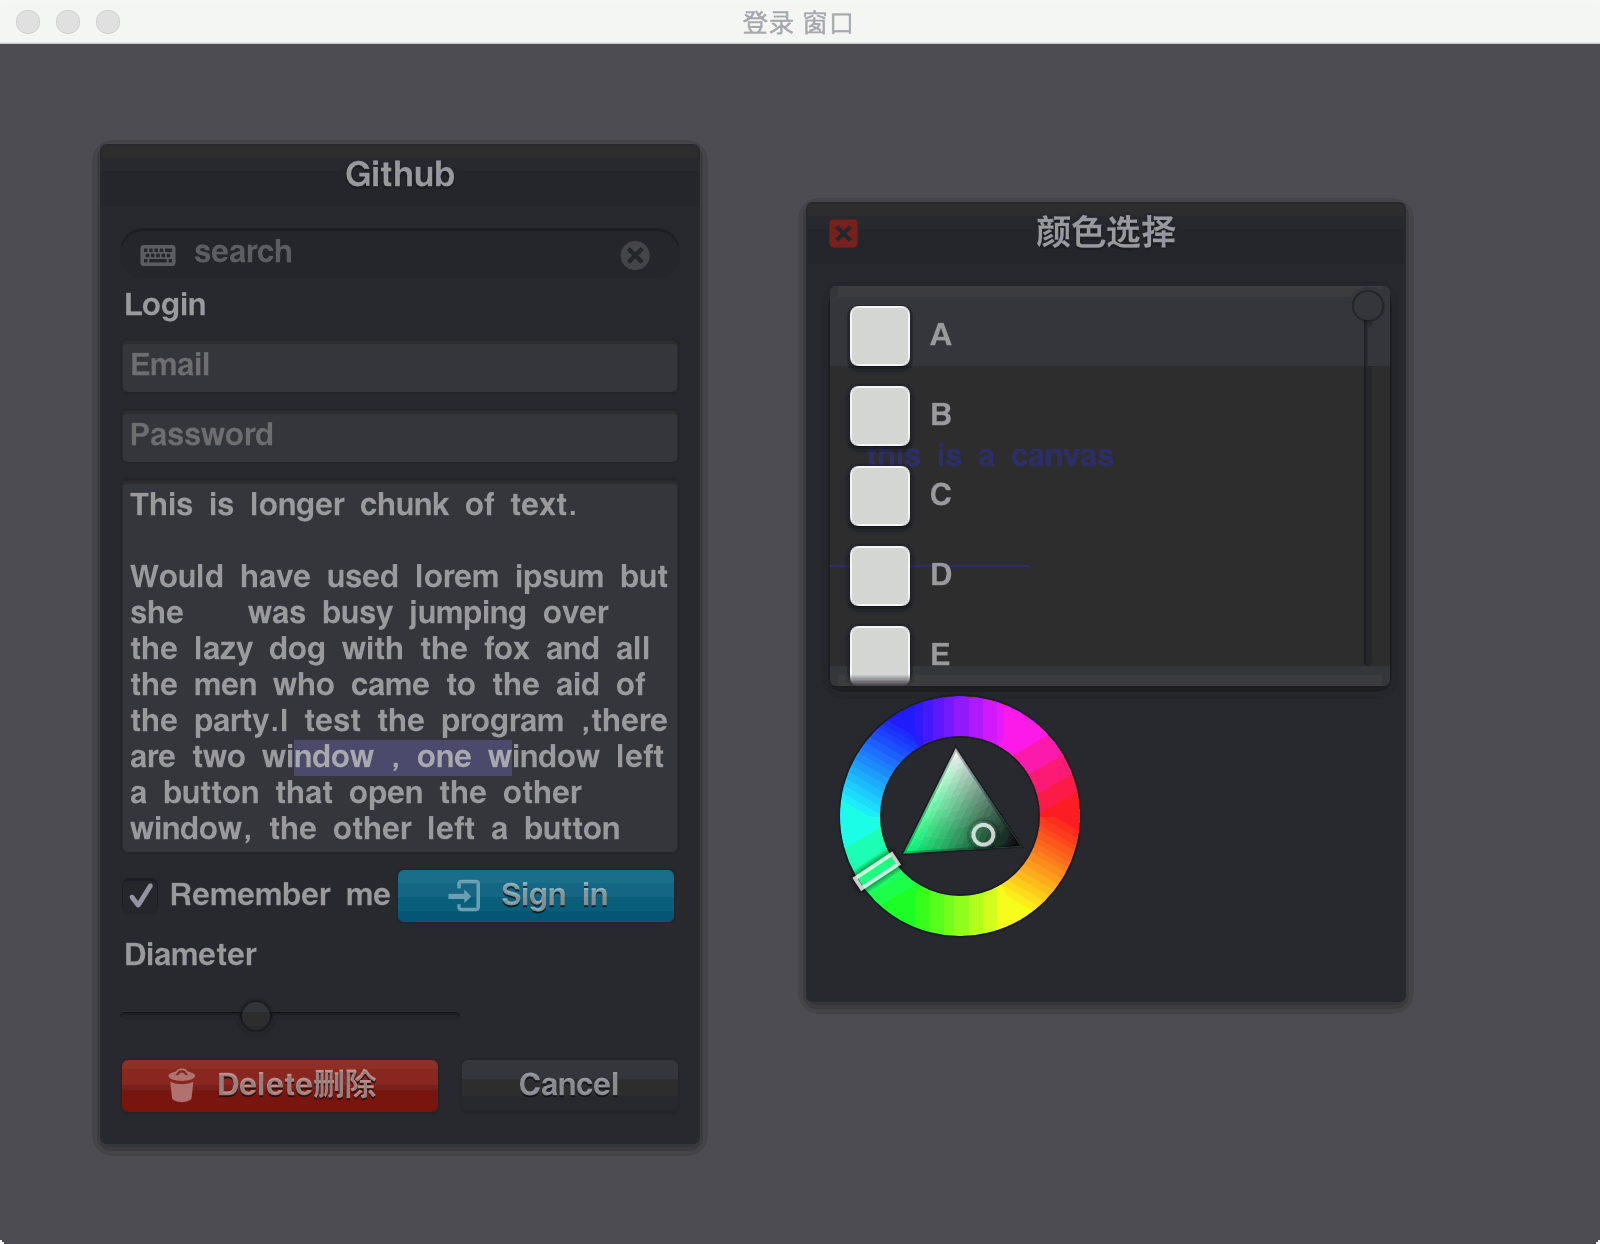 登录 窗口
Github
search
Login
Email
Password
This is longer chunk of text.
Would have used lorem ipsum but
she was busy jumping over
the lazy dog with the fox and all
the men who came to the aid of
the party.I test the program ,there
are two window , one window left
a button that open the other
window, the other left a button
Remember me
Sign in
Diameter
Delete删除
Cancel
颜色选择
A
B
this is a canvas
C
D
E